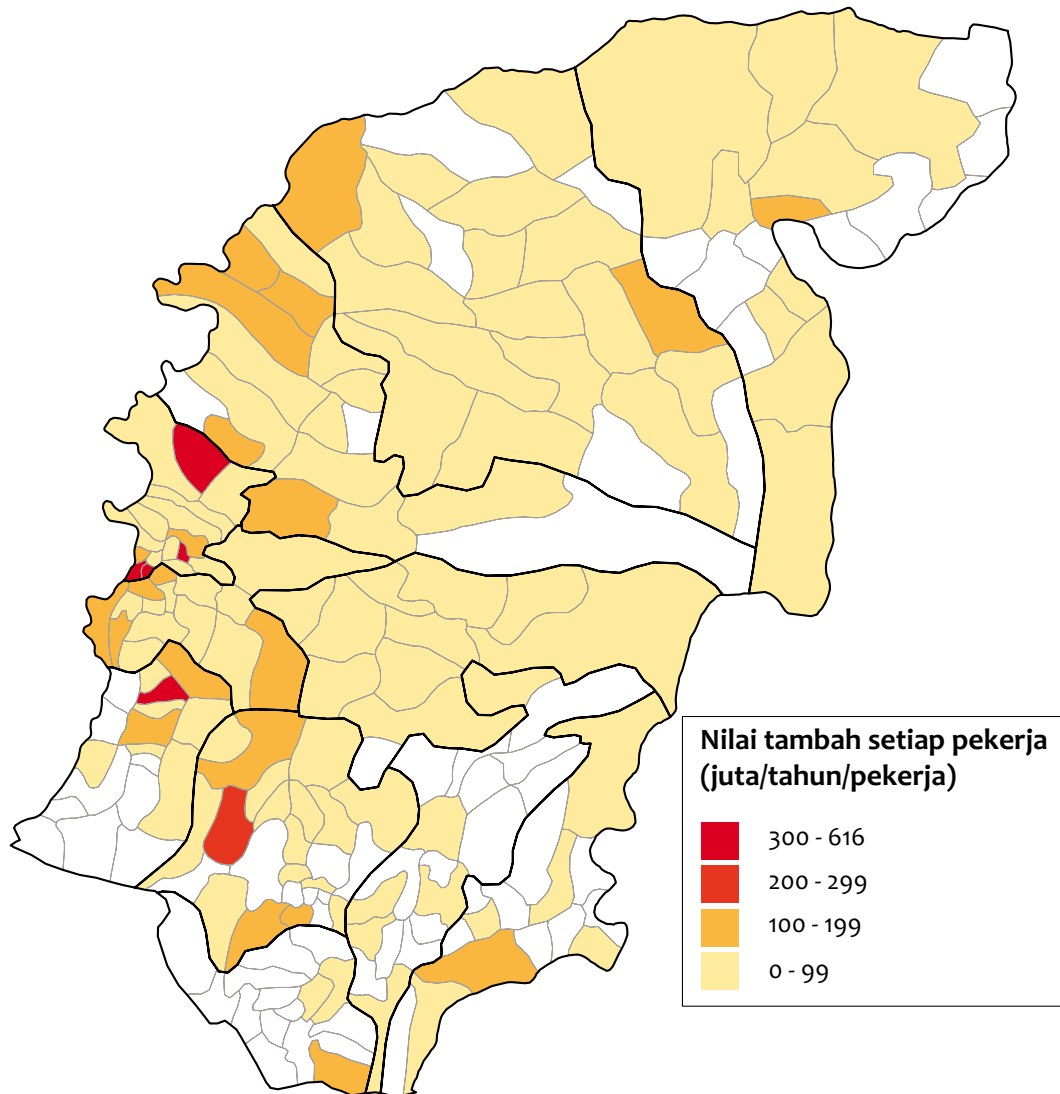 Nilai tambah setiap pekerja
(juta/tahun/pekerja)
300 - 616
200 - 299
100 - 199
0 - 99